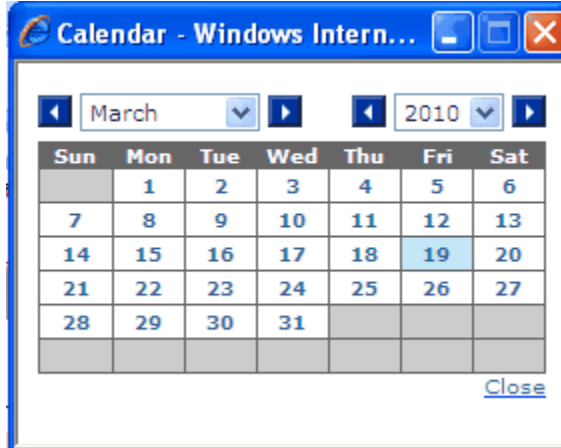 Calendar - Windows Intern...
March 2010
Sun Mon Tue Wed Thu Fri Sat
1 2 3 4 5 6
7 8 9 10 11 12 13
14 15 16 17 18 19 20
21 22 23 24 25 26 27
28 29 30 31
Close